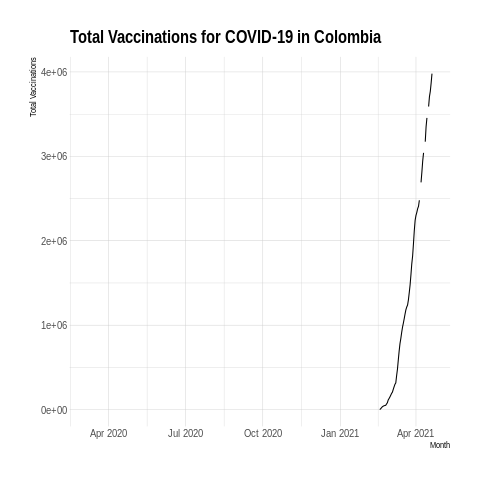 Total Vaccinations for COVID-19 in Colombia
Total Vaccinations
4e+06
3e+06
2e+06
1e+06
0e+00
Apr 2020 Jul 2020 Oct 2020 Jan 2021 Apr 2021
Month